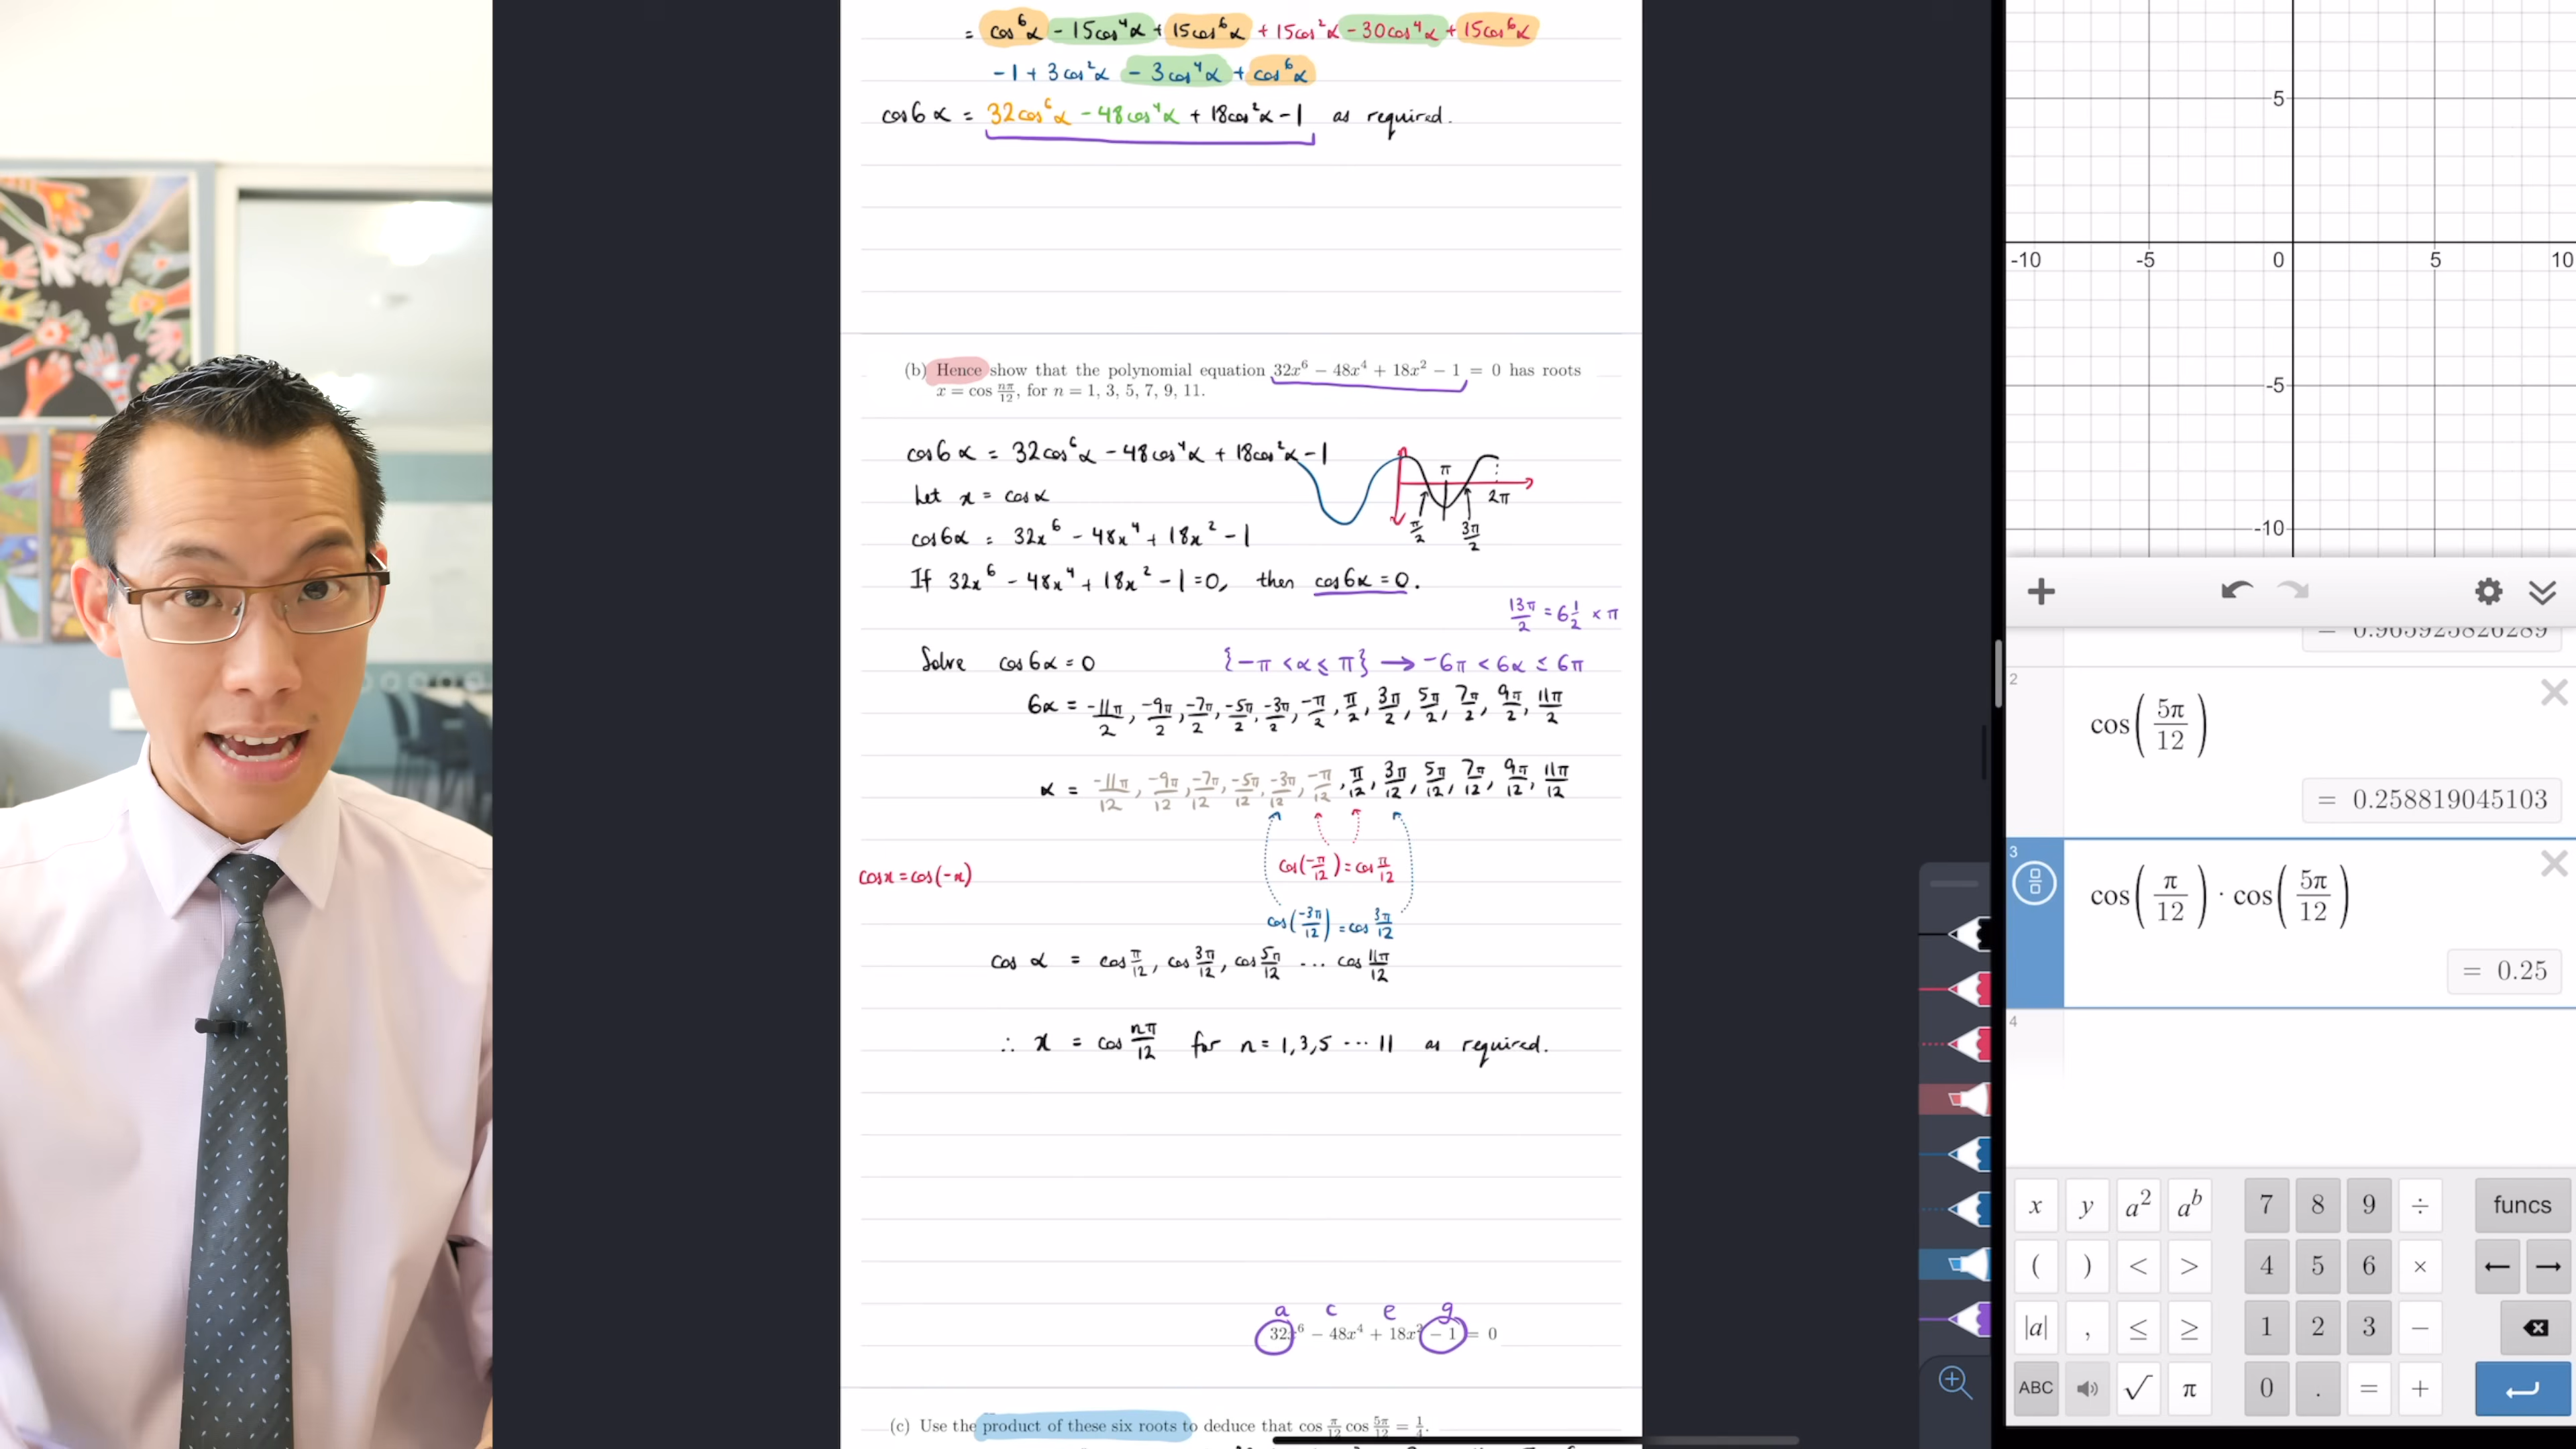 = cos⁶α - 15cos⁴α + 15cos⁶α + 15cos²α - 30cos⁴α + 15cos⁶α
-1 + 3cos²α - 3cos⁴α + cos⁶α
cos6α = 32cos⁶α - 48cos⁴α + 18cos²α - 1 as required.
(b) Hence show that the polynomial equation 32x⁶ − 48x⁴ + 18x² − 1 = 0 has roots
x = cos nπ/12, for n = 1, 3, 5, 7, 9, 11.
cos6α = 32cos⁶α - 48cos⁴α + 18cos²α - 1
Let x = cosα
cos6α = 32x⁶ - 48x⁴ + 18x² - 1
π
2π
π/2
3π/2
If 32x⁶ - 48x⁴ + 18x² - 1 = 0, then cos6α = 0.
13π/2 = 6 1/2 × π
Solve cos6α = 0 {-π < α ≤ π} → -6π < 6α ≤ 6π
6α = -11π/2, -9π/2, -7π/2, -5π/2, -3π/2, -π/2, π/2, 3π/2, 5π/2, 7π/2, 9π/2, 11π/2
α = -11π/12, -9π/12, -7π/12, -5π/12, -3π/12, -π/12, π/12, 3π/12, 5π/12, 7π/12, 9π/12, 11π/12
cosx = cos(-x)
cos(-π/12) = cos π/12
cos(-3π/12) = cos 3π/12
cos α = cos π/12, cos 3π/12, cos 5π/12 ... cos 11π/12
∴ x = cos nπ/12 for n = 1,3,5 ... 11 as required.
a c e g
32x⁶ − 48x⁴ + 18x² − 1 = 0
(c) Use the product of these six roots to deduce that cos π/12 cos 5π/12 = 1/4.
5
-10 -5 0 5 10
-5
-10
= 0.965925826289
2
cos(5π/12)
= 0.258819045103
3
cos(π/12) · cos(5π/12)
= 0.25
4
x y a² aᵇ 7 8 9 ÷ funcs
( ) < > 4 5 6 × ← →
|a| , ≤ ≥ 1 2 3 −
ABC √ π 0 . = +